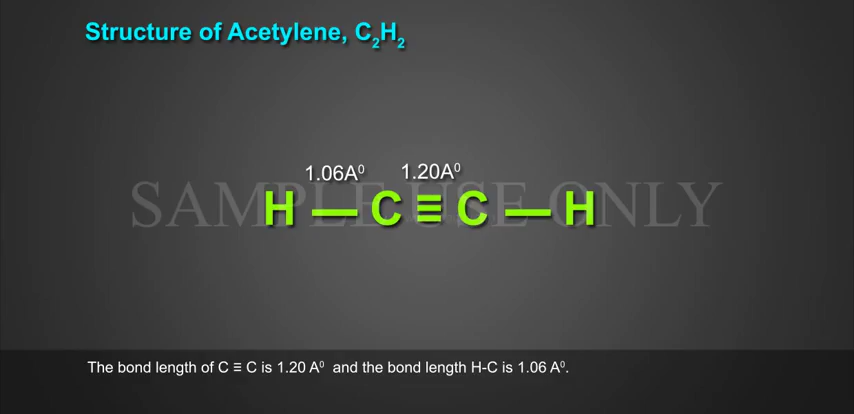 Structure of Acetylene, C₂H₂
1.06A⁰ 1.20A⁰
SAMPLE USE ONLY
H — C ≡ C — H
The bond length of C ≡ C is 1.20 A⁰ and the bond length H-C is 1.06 A⁰.